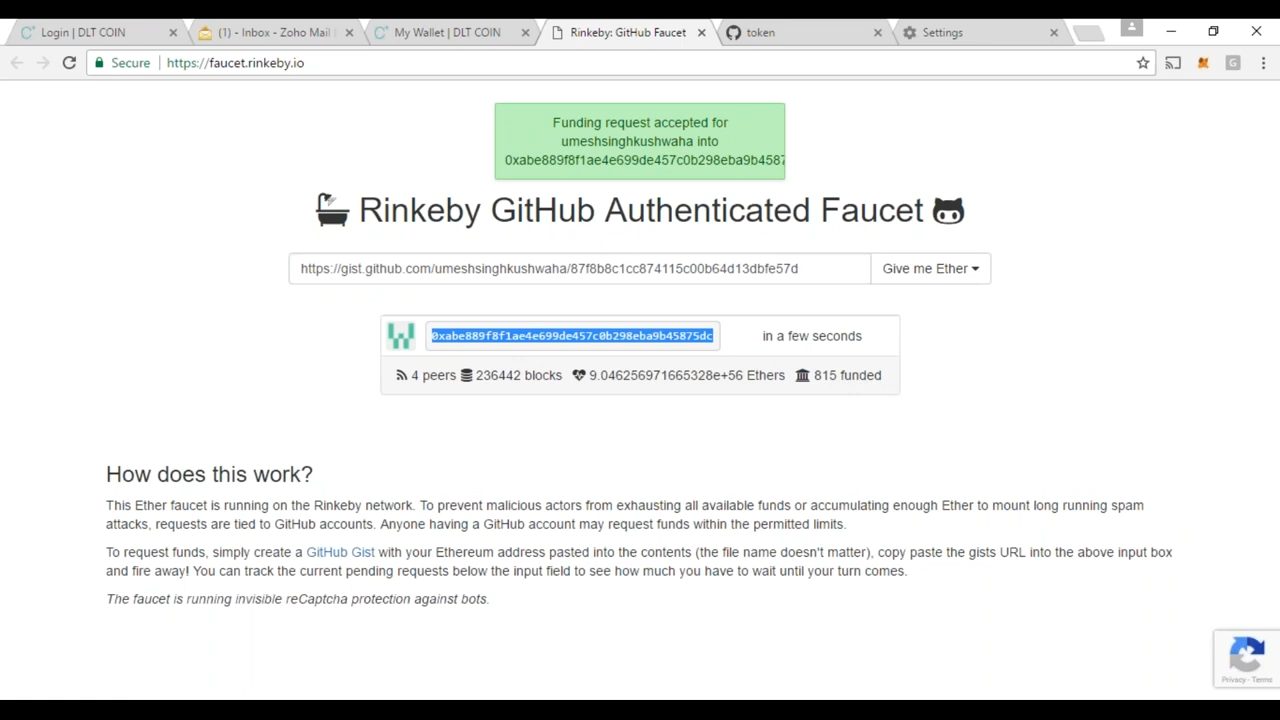 Login | DLT COIN
(1) - Inbox - Zoho Mail
My Wallet | DLT COIN
Rinkeby: GitHub Faucet
token
Settings
Secure
https://faucet.rinkeby.io
G
Funding request accepted for
umeshsinghkushwaha into
0xabe889f8f1ae4e699de457c0b298eba9b4587
Rinkeby GitHub Authenticated Faucet
https://gist.github.com/umeshsinghkushwaha/87f8b8c1cc874115c00b64d13dbfe57d
Give me Ether
0xabe889f8f1ae4e699de457c0b298eba9b45875dc
in a few seconds
4 peers 236442 blocks 9.046256971665328e+56 Ethers 815 funded
How does this work?
This Ether faucet is running on the Rinkeby network. To prevent malicious actors from exhausting all available funds or accumulating enough Ether to mount long running spam
attacks, requests are tied to GitHub accounts. Anyone having a GitHub account may request funds within the permitted limits.
To request funds, simply create a GitHub Gist with your Ethereum address pasted into the contents (the file name doesn't matter), copy paste the gists URL into the above input box
and fire away! You can track the current pending requests below the input field to see how much you have to wait until your turn comes.
The faucet is running invisible reCaptcha protection against bots.
Privacy - Terms